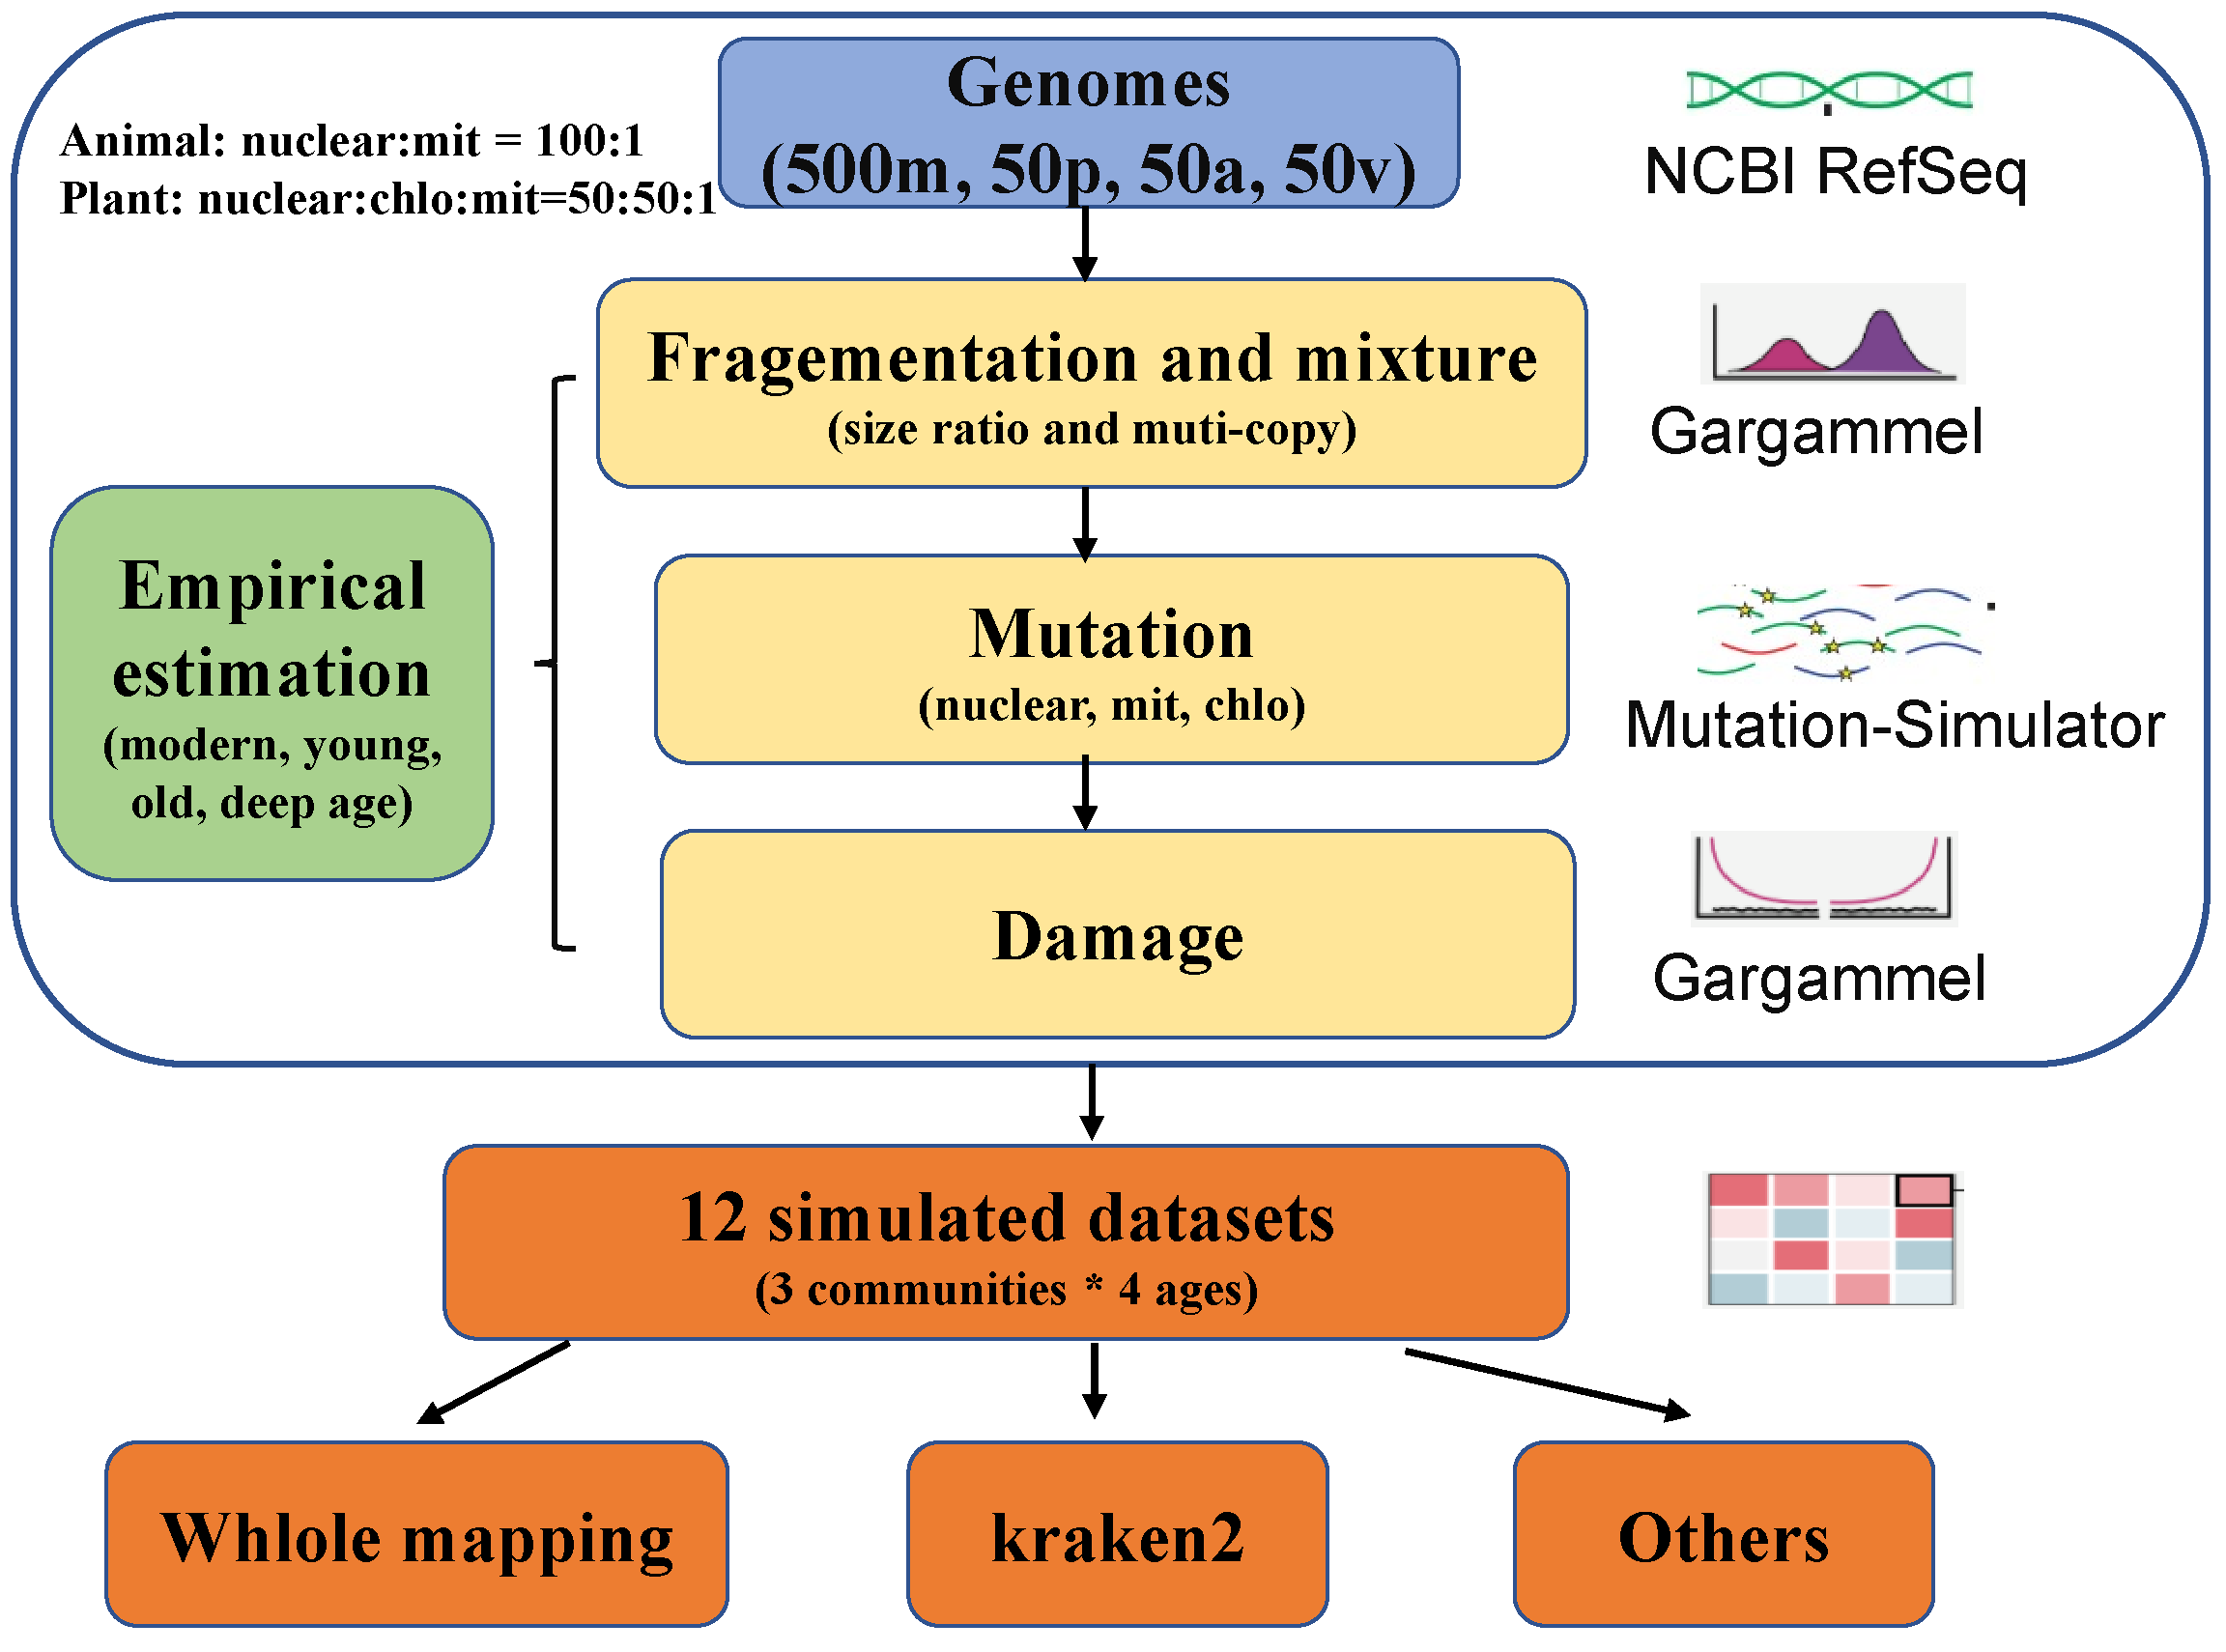 Genomes
(500m, 50p, 50a, 50v)
Animal: nuclear:mit = 100:1
Plant: nuclear:chlo:mit=50:50:1
NCBI RefSeq
Fragementation and mixture
(size ratio and muti-copy)
Gargammel
Empirical
estimation
(modern, young,
old, deep age)
Mutation
(nuclear, mit, chlo)
Mutation-Simulator
Damage
Gargammel
12 simulated datasets
(3 communities * 4 ages)
Whlole mapping
kraken2
Others